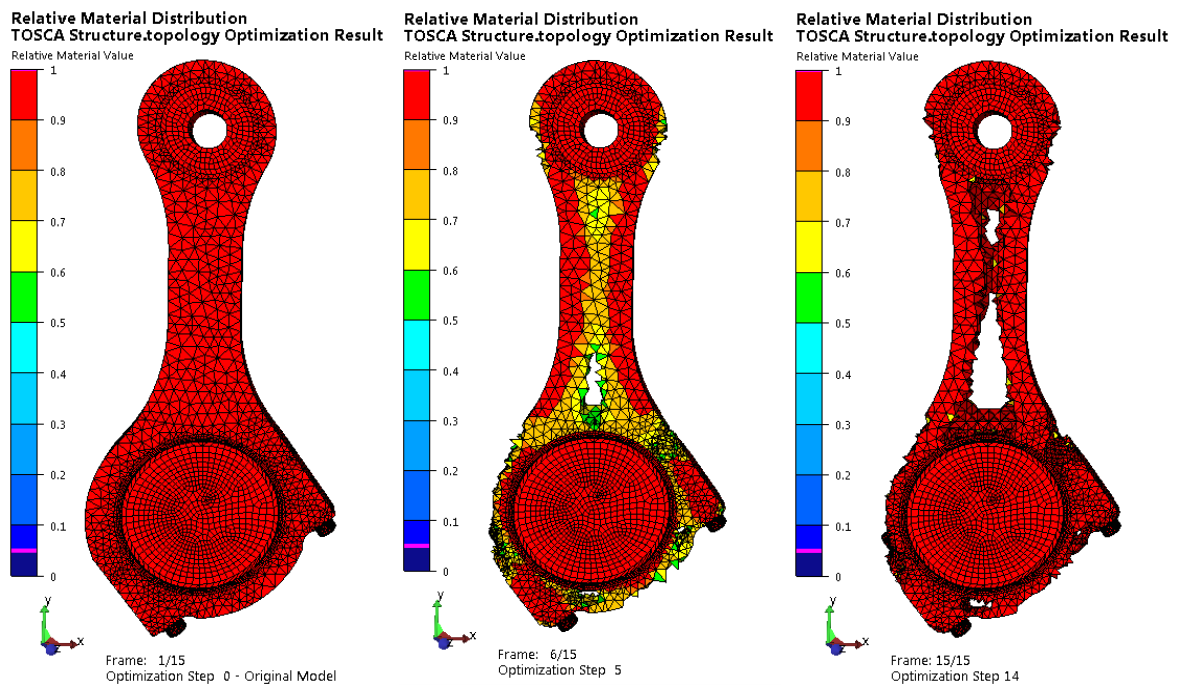 Relative Material Distribution
TOSCA Structure.topology Optimization Result
Relative Material Value
1
0.9
0.8
0.7
0.6
0.5
0.4
0.3
0.2
0.1
0
y
x
Frame: 1/15
Optimization Step 0 - Original Model
Relative Material Distribution
TOSCA Structure.topology Optimization Result
Relative Material Value
1
0.9
0.8
0.7
0.6
0.5
0.4
0.3
0.2
0.1
0
y
x
Frame: 6/15
Optimization Step 5
Relative Material Distribution
TOSCA Structure.topology Optimization Result
Relative Material Value
1
0.9
0.8
0.7
0.6
0.5
0.4
0.3
0.2
0.1
0
y
x
Frame: 15/15
Optimization Step 14